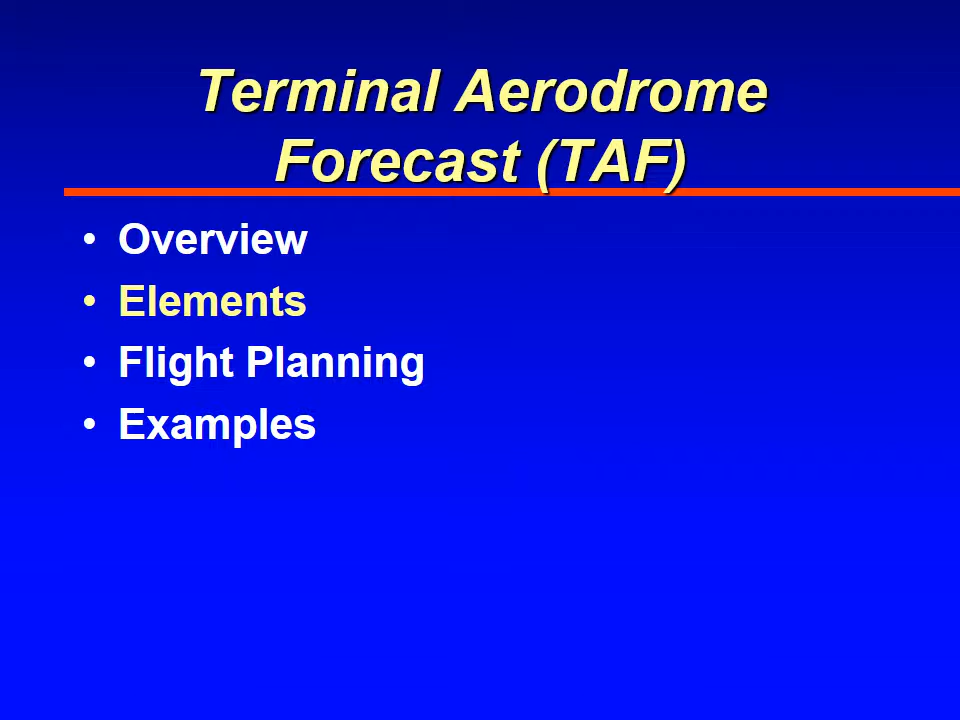 Terminal Aerodrome
Forecast (TAF)
• Overview
• Elements
• Flight Planning
• Examples